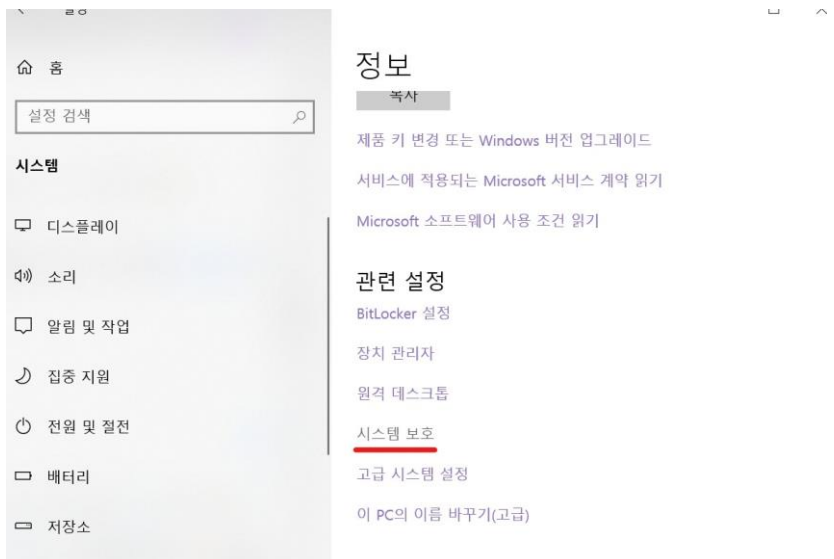 홈
설정 검색
시스템
디스플레이
소리
알림 및 작업
집중 지원
전원 및 절전
배터리
저장소
정보
복사
제품 키 변경 또는 Windows 버전 업그레이드
서비스에 적용되는 Microsoft 서비스 계약 읽기
Microsoft 소프트웨어 사용 조건 읽기
관련 설정
BitLocker 설정
장치 관리자
원격 데스크톱
시스템 보호
고급 시스템 설정
이 PC의 이름 바꾸기(고급)